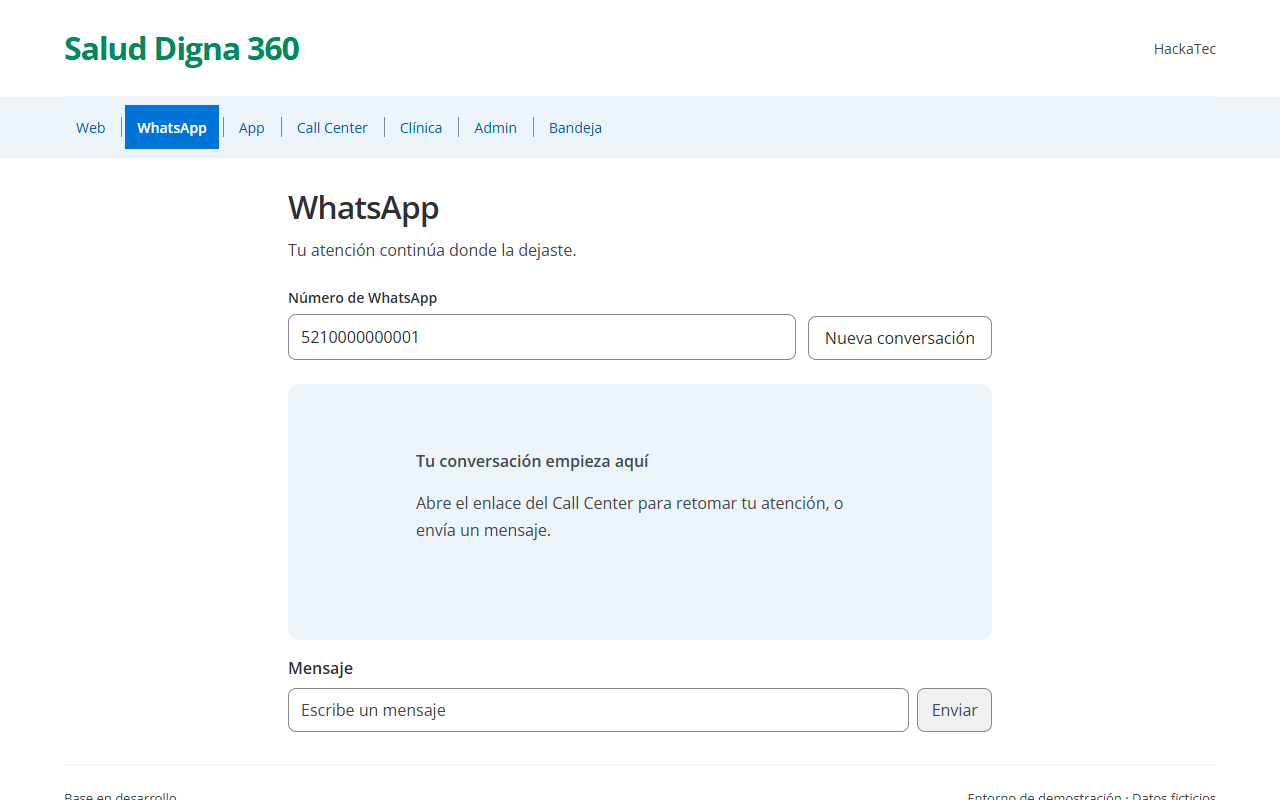 Salud Digna 360
HackaTec
Web
WhatsApp
App
Call Center
Clínica
Admin
Bandeja
WhatsApp
Tu atención continúa donde la dejaste.
Número de WhatsApp
5210000000001
Nueva conversación
Tu conversación empieza aquí
Abre el enlace del Call Center para retomar tu atención, o
envía un mensaje.
Mensaje
Escribe un mensaje
Enviar
Base en desarrollo
Entorno de demostración · Datos ficticios